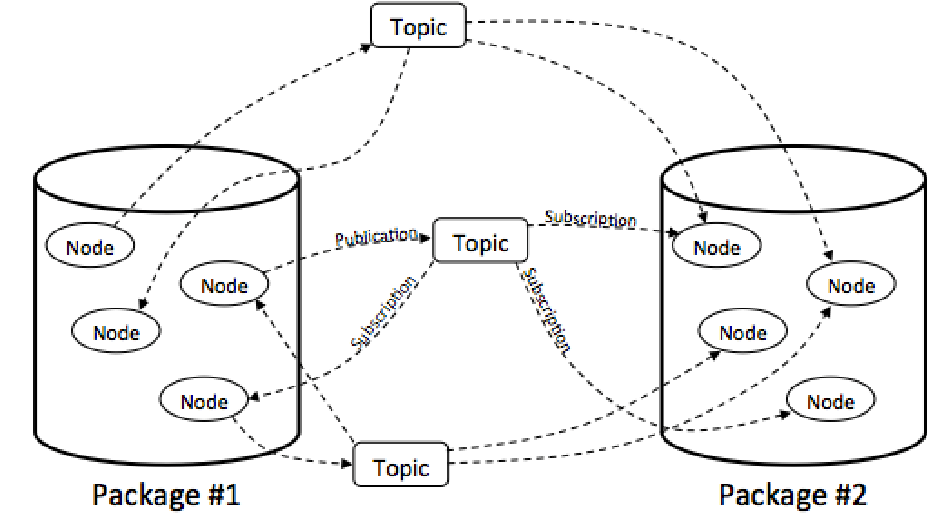 Topic
Node
Publication
Topic
Subscription
Node
Node
Node
Subscription
Subscription
Node
Node
Node
Node
Topic
Package #1
Package #2